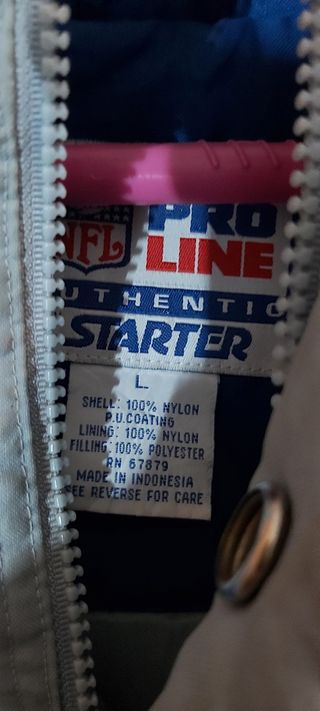 PRO
NFL
LINE
UTHENTIC
STARTER
L
SHELL: 100% NYLON
P.U.COATING
LINING: 100% NYLON
FILLING: 100% POLYESTER
RN 67879
MADE IN INDONESIA
SEE REVERSE FOR CARE